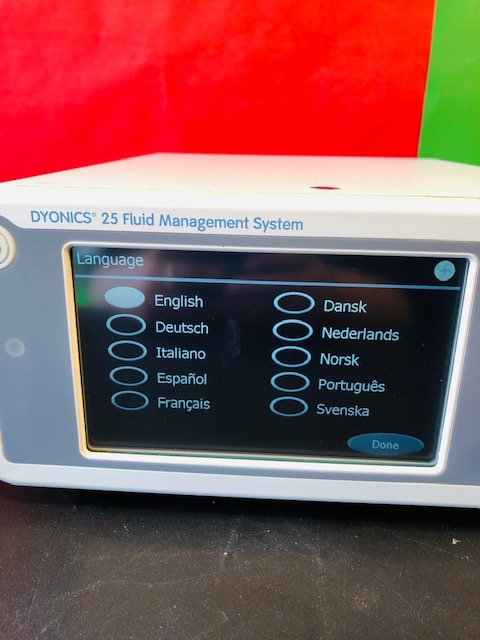 DYONICS® 25 Fluid Management System
Language
English
Deutsch
Italiano
Español
Français
Dansk
Nederlands
Norsk
Português
Svenska
Done